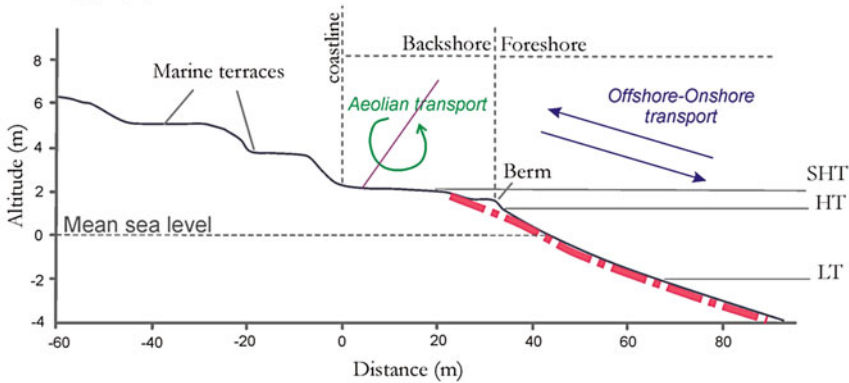 coastline
Backshore
Foreshore
Marine terraces
Aeolian transport
Offshore-Onshore
transport
Berm
SHT
HT
LT
Mean sea level
Altitude (m)
8
6
4
2
0
-2
-4
-60
-40
-20
0
20
40
60
80
Distance (m)